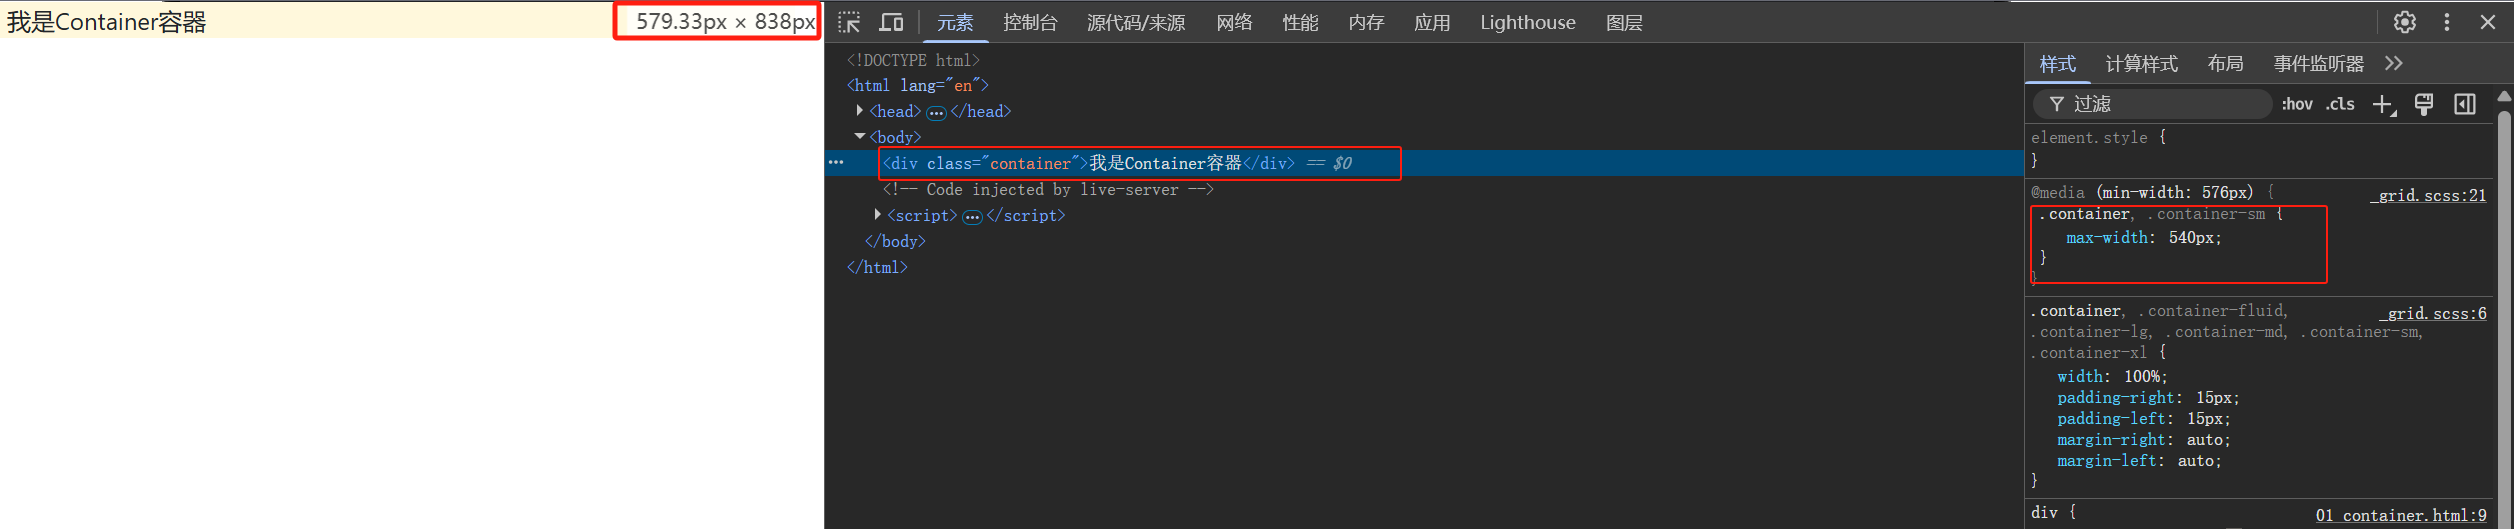 我是Container容器
579.33px × 838px
元素 控制台 源代码/来源 网络 性能 内存 应用 Lighthouse 图层
<!DOCTYPE html>
<html lang="en">
<head> ••• </head>
<body>
••• <div class="container">我是Container容器</div> == $0
<!-- Code injected by live-server -->
<script> ••• </script>
</body>
</html>
样式 计算样式 布局 事件监听器
过滤 :hov .cls
element.style {
}
@media (min-width: 576px) { _grid.scss:21
.container, .container-sm {
max-width: 540px;
}
}
.container, .container-fluid, _grid.scss:6
.container-lg, .container-md, .container-sm,
.container-xl {
width: 100%;
padding-right: 15px;
padding-left: 15px;
margin-right: auto;
margin-left: auto;
}
div { 01 container.html:9